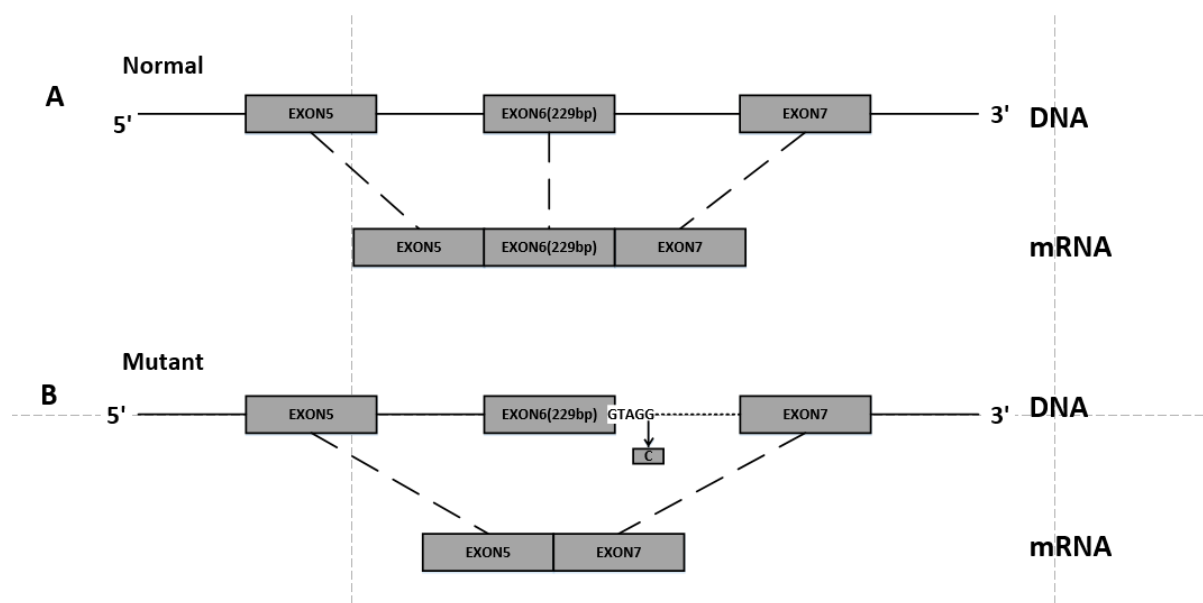 Normal
A
5' EXON5 EXON6(229bp) EXON7 3' DNA
EXON5 EXON6(229bp) EXON7 mRNA
Mutant
B
5' EXON5 EXON6(229bp) GTAGG EXON7 3' DNA
C
EXON5 EXON7 mRNA